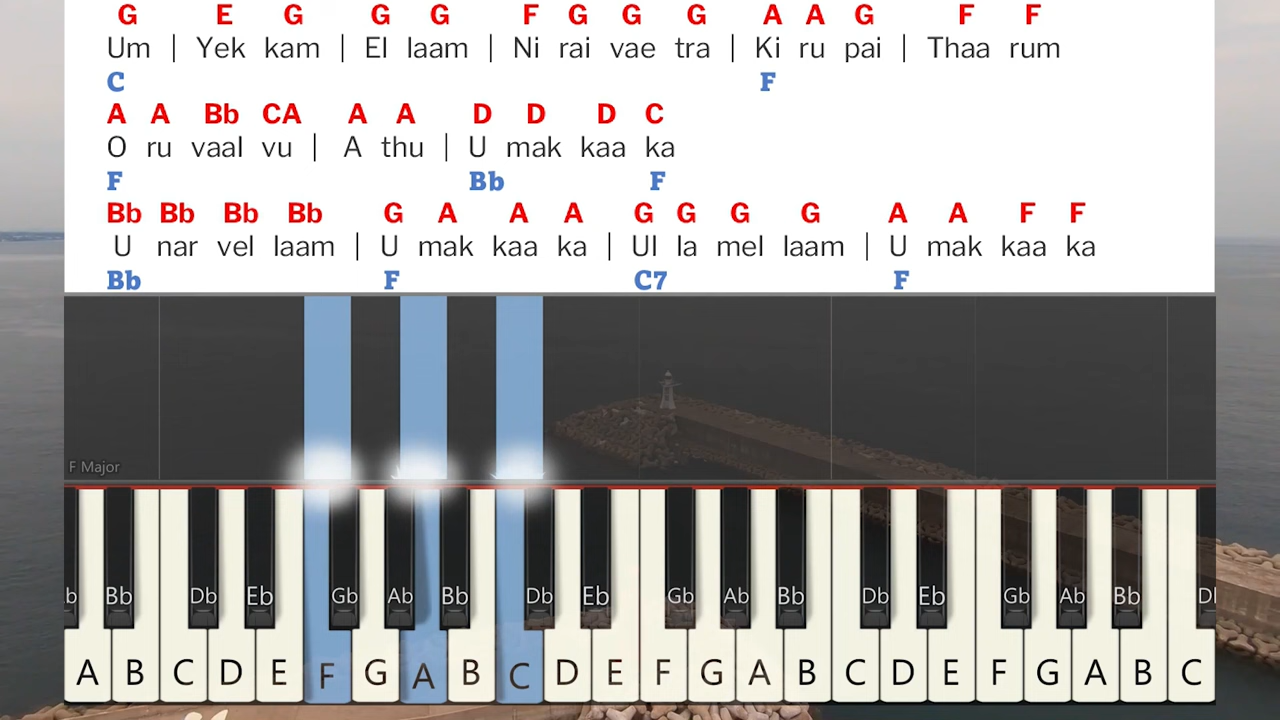 G E G G G F G G G A A G F F
Um | Yek kam | El laam | Ni rai vae tra | Ki ru pai | Thaa rum
C F
A A Bb CA A A D D D C
O ru vaal vu | A thu | U mak kaa ka
F Bb F
Bb Bb Bb Bb G A A A G G G G A A F F
U nar vel laam | U mak kaa ka | Ul la mel laam | U mak kaa ka
Bb F C7 F
F Major
b Bb Db Eb Gb Ab Bb Db Eb Gb Ab Bb Db Eb Gb Ab Bb D
A B C D E F G A B C D E F G A B C D E F G A B C